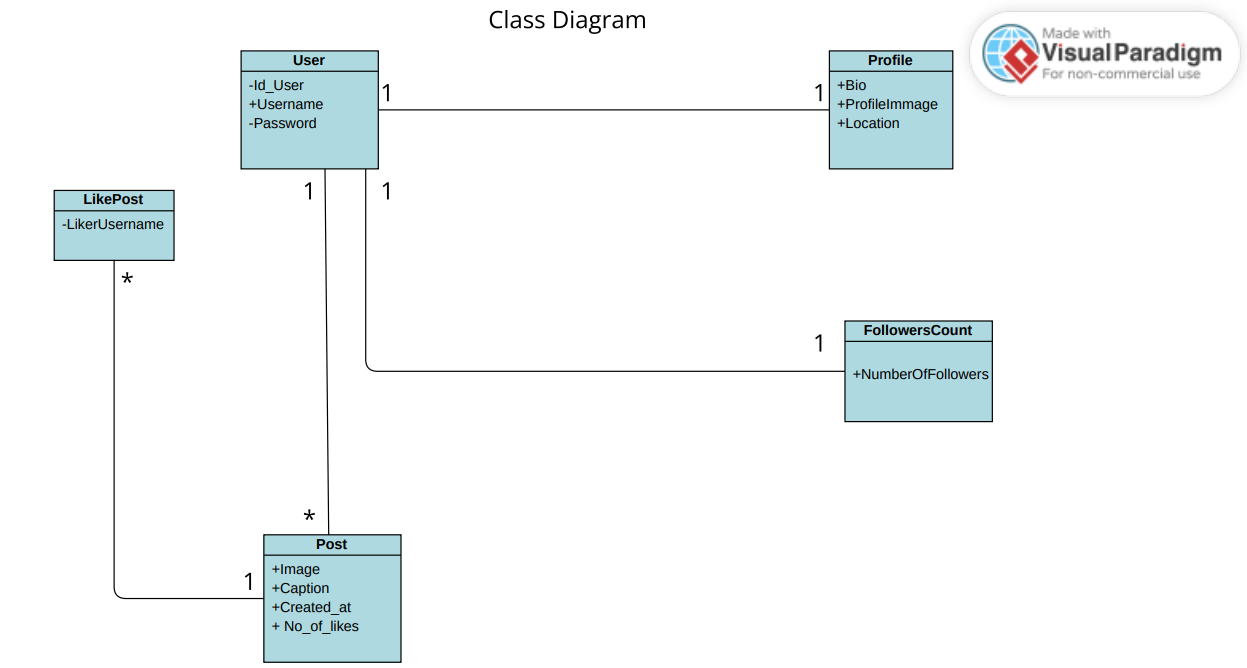 Class Diagram
Made with
Visual Paradigm
For non-commercial use
User
-Id_User
+Username
-Password
1
1
Profile
+Bio
+ProfileImmage
+Location
1
1
LikePost
-LikerUsername
*
1
FollowersCount
+NumberOfFollowers
*
1
Post
+Image
+Caption
+Created_at
+ No_of_likes